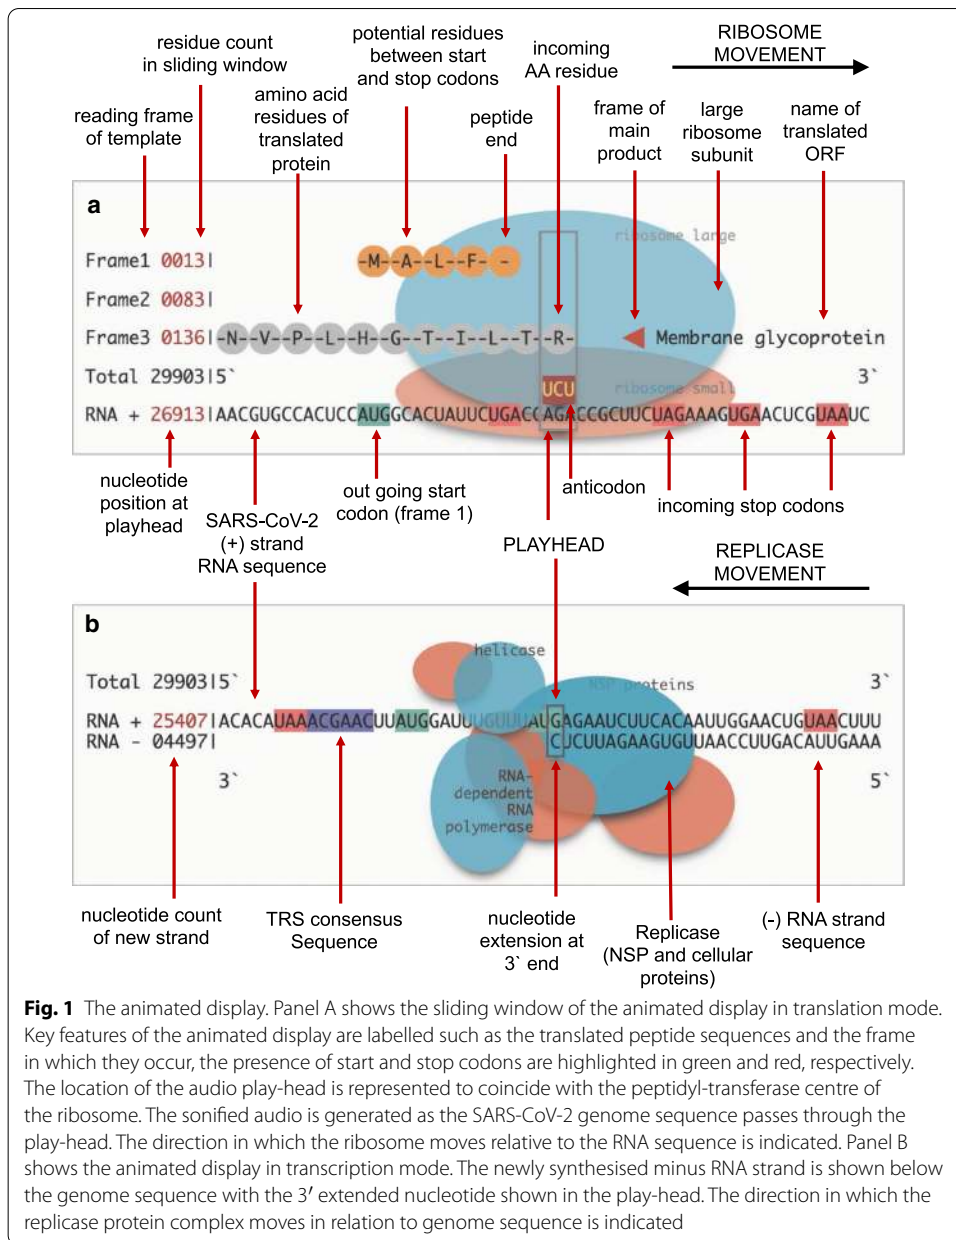 residue count
in sliding window
potential residues
between start
and stop codons
incoming
AA residue
RIBOSOME
MOVEMENT
reading frame
of template
amino acid
residues of
translated
protein
peptide
end
frame of
main
product
large
ribosome
subunit
name of
translated
ORF
a
ribosome large
Frame1 0013|
-M--A--L--F- -
Frame2 0083|
Frame3 0136|-N--V--P--L--H--G--T--I--L--T--R-
Membrane glycoprotein
Total 29903|5` 3`
UCU
ribosome small
RNA + 26913|AACGUGCCACUCCAUGGCACUAUUCUGACCAGACCGCUUCUAGAAAGUGAACUCGUAAUC
nucleotide
position at
playhead
SARS-CoV-2
(+) strand
RNA sequence
out going start
codon (frame 1)
anticodon
incoming stop codons
PLAYHEAD
REPLICASE
MOVEMENT
b
helicase
Total 29903|5` 3`
NSP proteins
RNA + 25407|ACACAUAAACGAACUUAUGGAUUUGUUUAUGAGAAUCUUCACAAUUGGAACUGUAACUUU
RNA - 04497| CUCUUAGAAGUGUUAACCUUGACAUUGAAA
3` 5`
RNA-
dependent
RNA
polymerase
nucleotide count
of new strand
TRS consensus
Sequence
nucleotide
extension at
3` end
Replicase
(NSP and cellular
proteins)
(-) RNA strand
sequence
Fig. 1 The animated display. Panel A shows the sliding window of the animated display in translation mode.
Key features of the animated display are labelled such as the translated peptide sequences and the frame
in which they occur, the presence of start and stop codons are highlighted in green and red, respectively.
The location of the audio play-head is represented to coincide with the peptidyl-transferase centre of
the ribosome. The sonified audio is generated as the SARS-CoV-2 genome sequence passes through the
play-head. The direction in which the ribosome moves relative to the RNA sequence is indicated. Panel B
shows the animated display in transcription mode. The newly synthesised minus RNA strand is shown below
the genome sequence with the 3′ extended nucleotide shown in the play-head. The direction in which the
replicase protein complex moves in relation to genome sequence is indicated